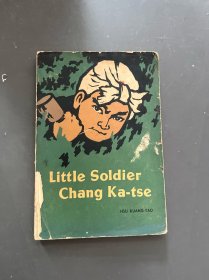 Little Soldier
Chang Ka-tse
HSU KUANG-YAO